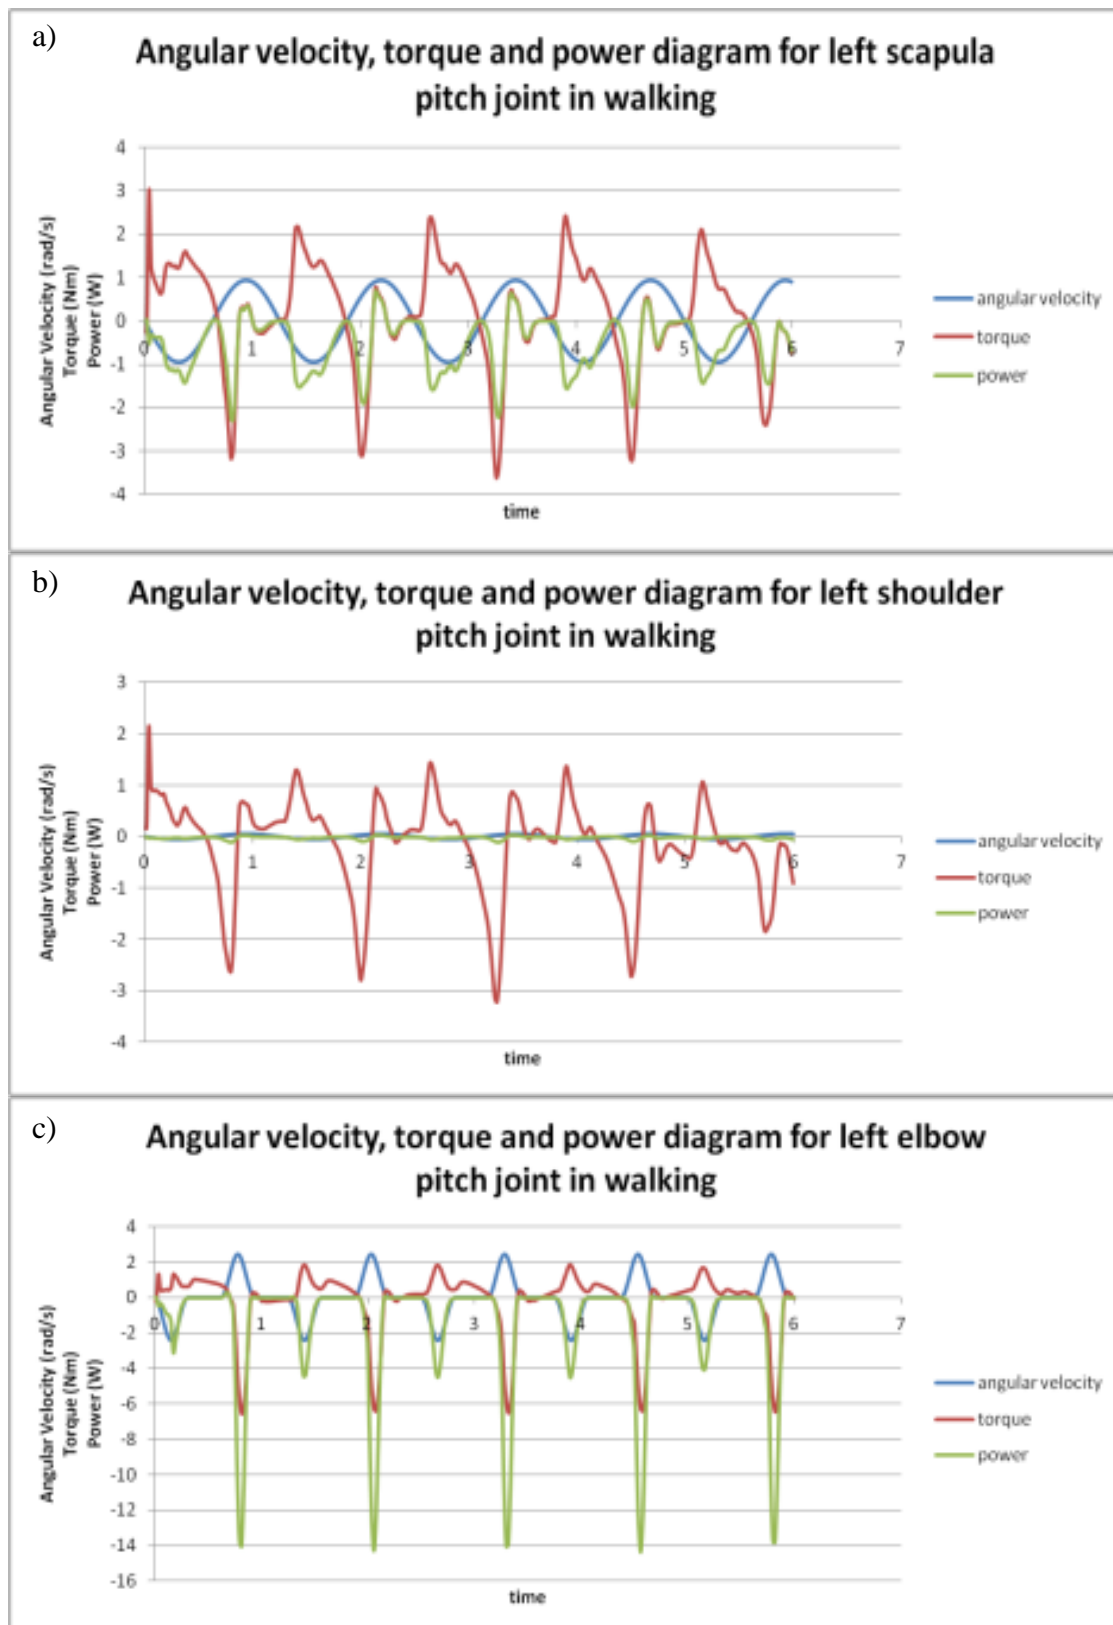 a)
Angular velocity, torque and power diagram for left scapula
pitch joint in walking
Angular Velocity (rad/s)
Torque (Nm)
Power (W)
4
3
2
1
0
-1
-2
-3
-4
0 1 2 3 4 5 6 7
time
angular velocity
torque
power
b)
Angular velocity, torque and power diagram for left shoulder
pitch joint in walking
Angular Velocity (rad/s)
Torque (Nm)
Power (W)
3
2
1
0
-1
-2
-3
-4
0 1 2 3 4 5 6 7
time
angular velocity
torque
power
c)
Angular velocity, torque and power diagram for left elbow
pitch joint in walking
Angular Velocity (rad/s)
Torque (Nm)
Power (W)
4
2
0
-2
-4
-6
-8
-10
-12
-14
-16
0 1 2 3 4 5 6 7
time
angular velocity
torque
power